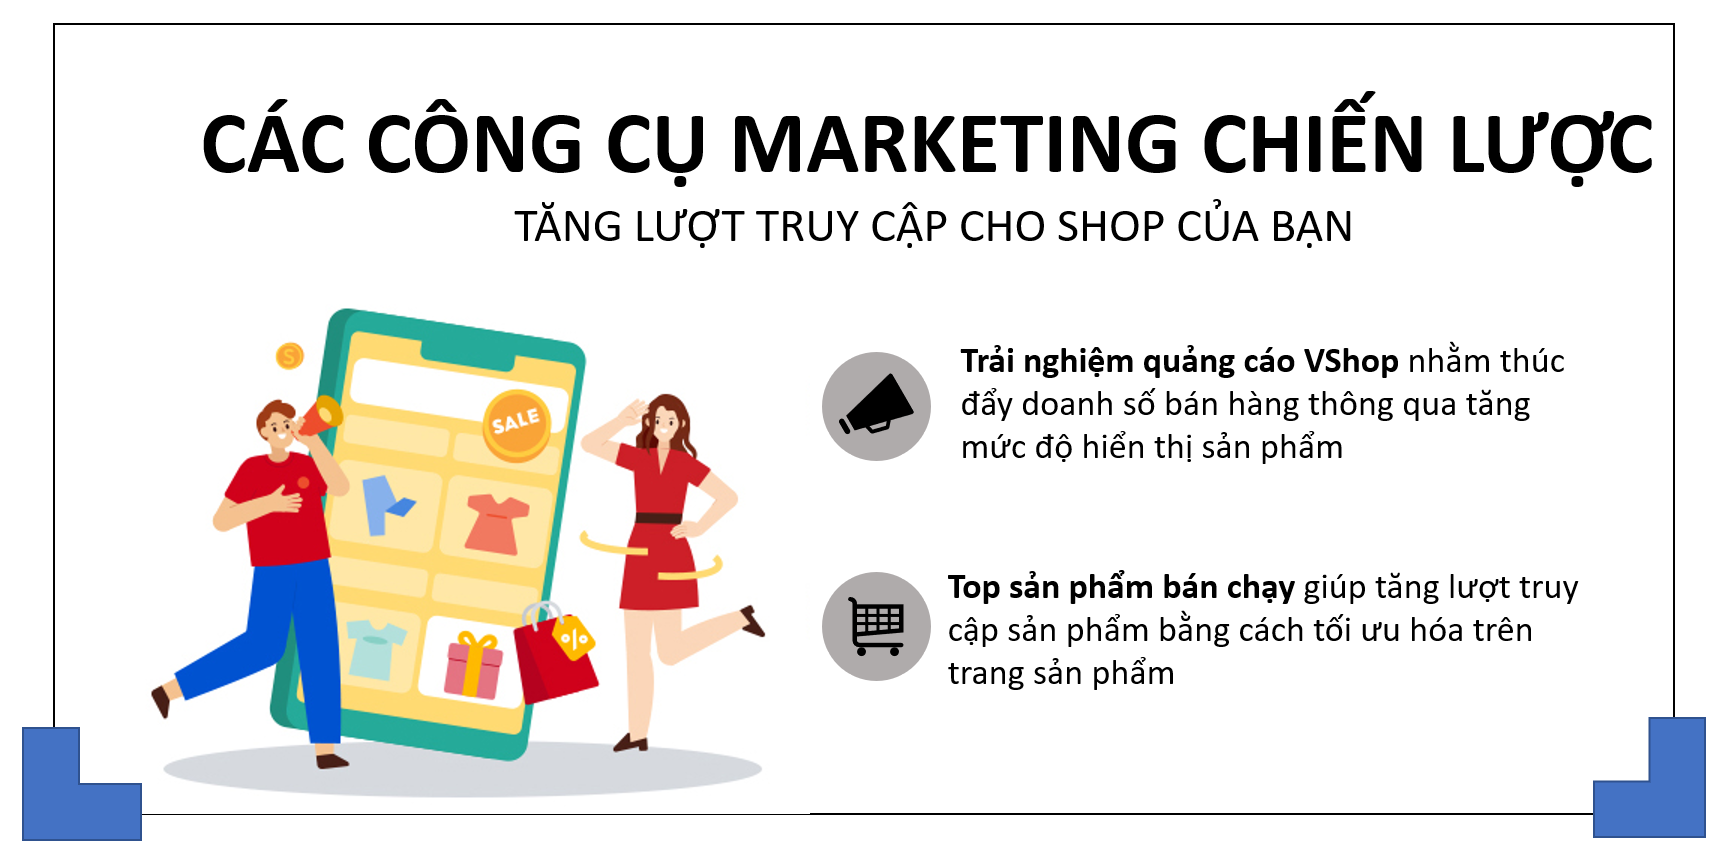 CÁC CÔNG CỤ MARKETING CHIẾN LƯỢC
TĂNG LƯỢT TRUY CẬP CHO SHOP CỦA BẠN
S
SALE
%
Trải nghiệm quảng cáo VShop nhằm thúc
đẩy doanh số bán hàng thông qua tăng
mức độ hiển thị sản phẩm
Top sản phẩm bán chạy giúp tăng lượt truy
cập sản phẩm bằng cách tối ưu hóa trên
trang sản phẩm